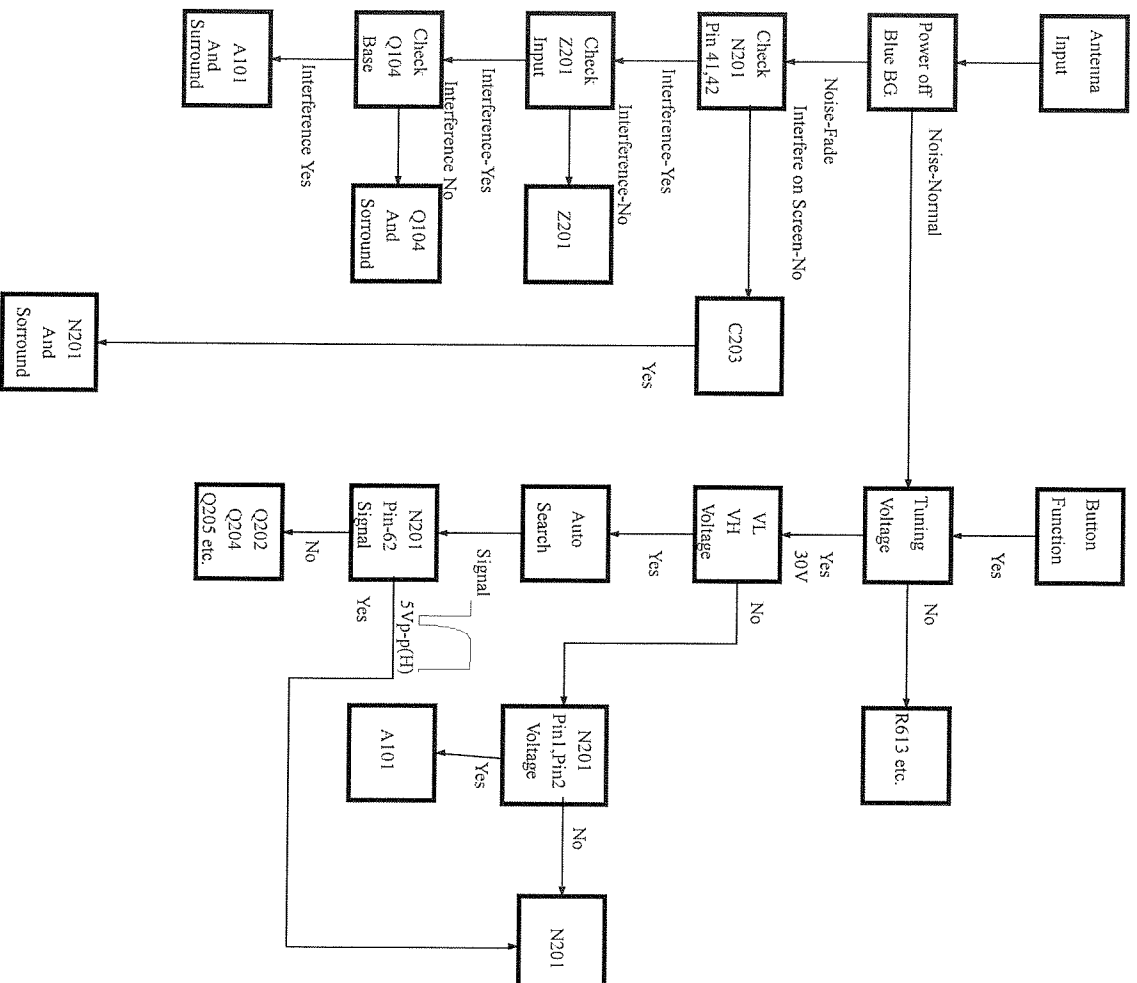 Antenna
Input
Power off
Blue BG.
Noise-Fade
Noise-Normal
Check
N201
Pin 41,42
Interfere on Screen-No
Interference-Yes
Check
Z201
Input
Interference-No
Interference-Yes
Check
Q104
Base
Interference No
Interference Yes
A101
And
Surround
Z201
Q104
And
Sorround
C203
Yes
N201
And
Sorround
Button
Function
Yes
Tuning
Voltage
No
R613 etc.
Yes
30V
VL
VH
Voltage
No
Yes
Auto
Search
Signal
N201
Pin-62
Signal
No
Yes
5Vp-p(H)
Q202
Q204
Q205 etc.
N201
Pin1,Pin2
Voltage
Yes
No
A101
N201